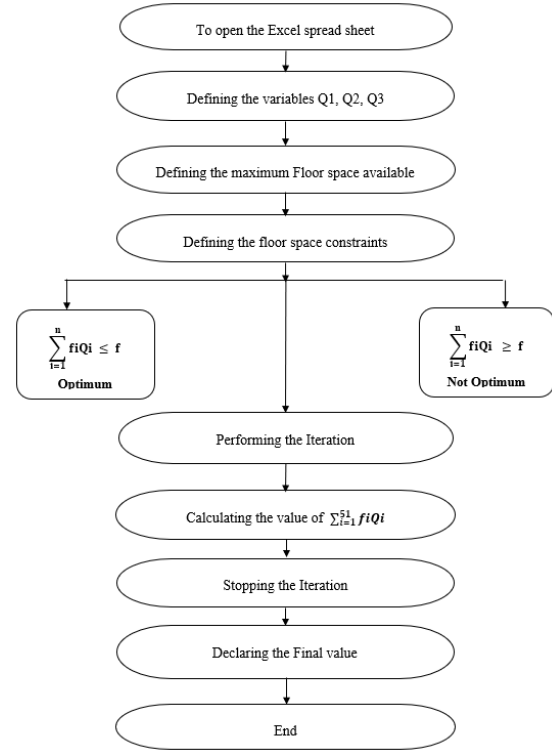 To open the Excel spread sheet
Defining the variables Q1, Q2, Q3
Defining the maximum Floor space available
Defining the floor space constraints
n
∑ fiQi ≤ f
i=1
Optimum
n
∑ fiQi ≥ f
i=1
Not Optimum
Performing the Iteration
Calculating the value of ∑_{i=1}^{51} fiQi
Stopping the Iteration
Declaring the Final value
End